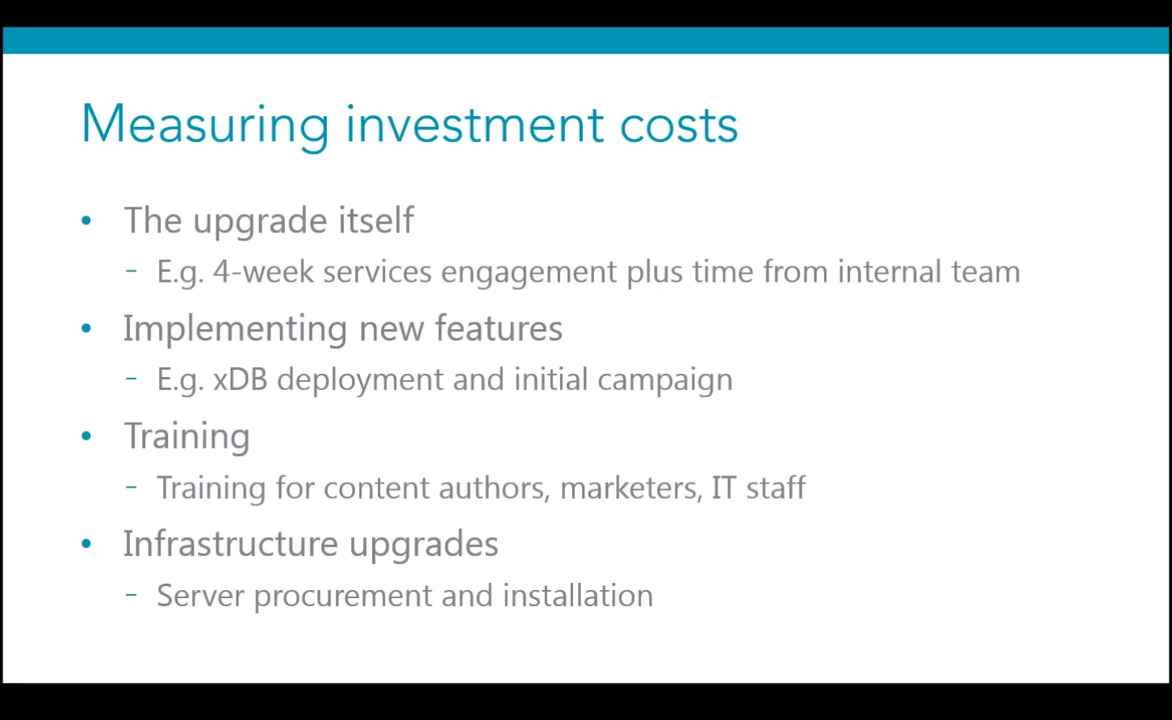 Measuring investment costs
• The upgrade itself
- E.g. 4-week services engagement plus time from internal team
• Implementing new features
- E.g. xDB deployment and initial campaign
• Training
- Training for content authors, marketers, IT staff
• Infrastructure upgrades
- Server procurement and installation